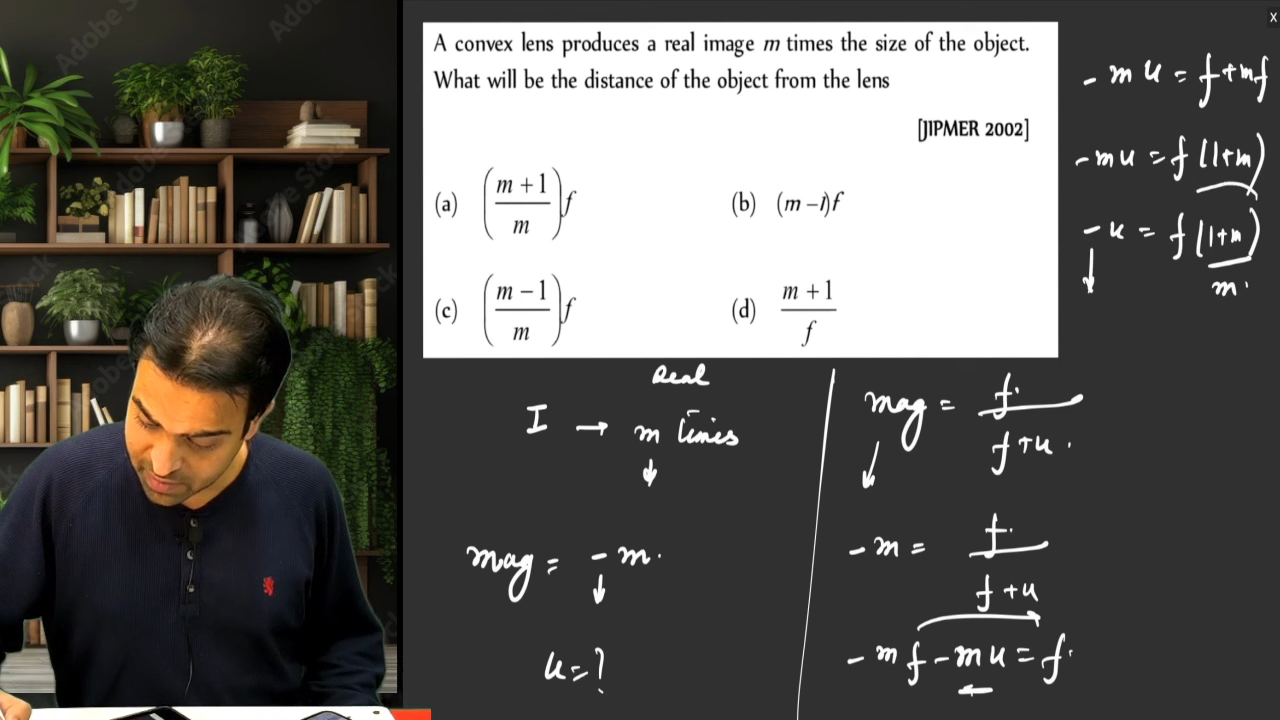 A convex lens produces a real image m times the size of the object.
What will be the distance of the object from the lens
[JIPMER 2002]
(a) ((m + 1)/m) f
(b) (m – 1)f
(c) ((m – 1)/m) f
(d) (m + 1)/f
I → m times
Real
mag = – m.
u = ?
mag = f/(f + u)
– m = f/(f + u)
– mf – mu = f
– mu = f + mf
– mu = f (1+m)
– u = f (1+m)/m.
x
Adobe Stock